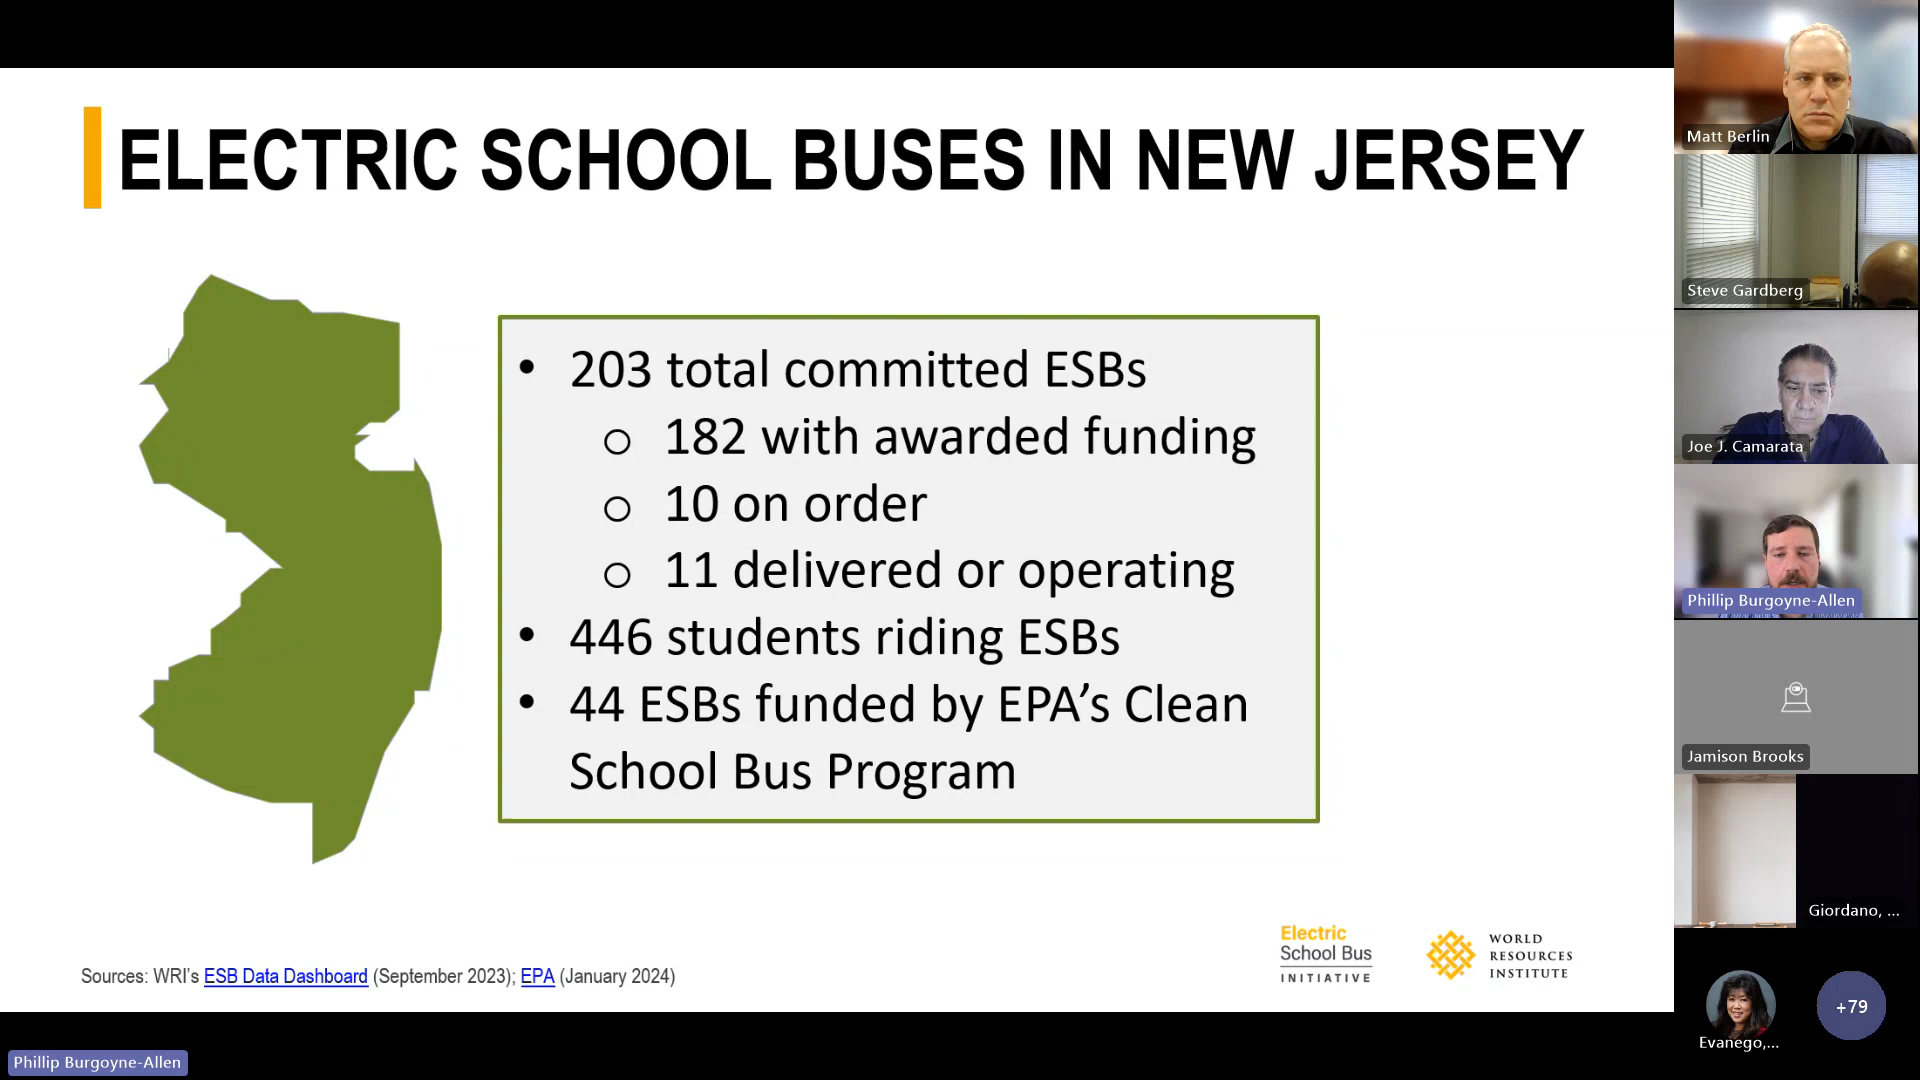 ELECTRIC SCHOOL BUSES IN NEW JERSEY
• 203 total committed ESBs
o 182 with awarded funding
o 10 on order
o 11 delivered or operating
• 446 students riding ESBs
• 44 ESBs funded by EPA’s Clean
School Bus Program
Sources: WRI’s ESB Data Dashboard (September 2023); EPA (January 2024)
Electric
School Bus
INITIATIVE
WORLD
RESOURCES
INSTITUTE
Phillip Burgoyne-Allen
Matt Berlin
Steve Gardberg
Joe J. Camarata
Phillip Burgoyne-Allen
Jamison Brooks
Giordano, ...
Evanego,...
+79